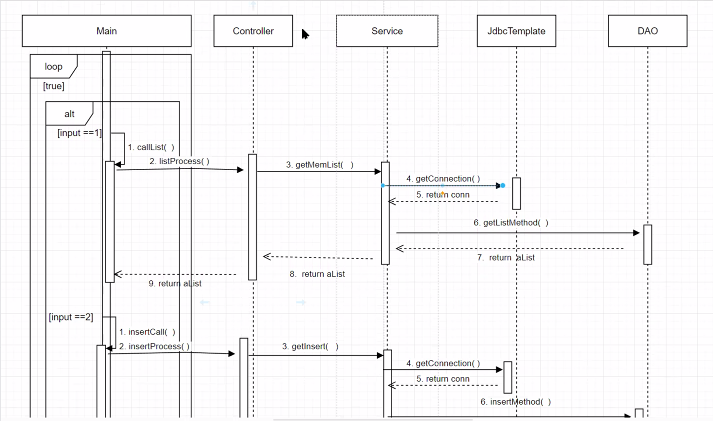 Main
Controller
Service
JdbcTemplate
DAO
loop
[true]
alt
[input ==1]
1. callList(  )
2. listProcess( )
3. getMemList(   )
4. getConnection( )
5. return conn
6. getListMethod(  )
7.  return  aList
8.  return aList
9. return aList
[input ==2]
1. insertCall(  )
2. insertProcess( )
3. getInsert(   )
4. getConnection( )
5. return conn
6. insertMethod(  )